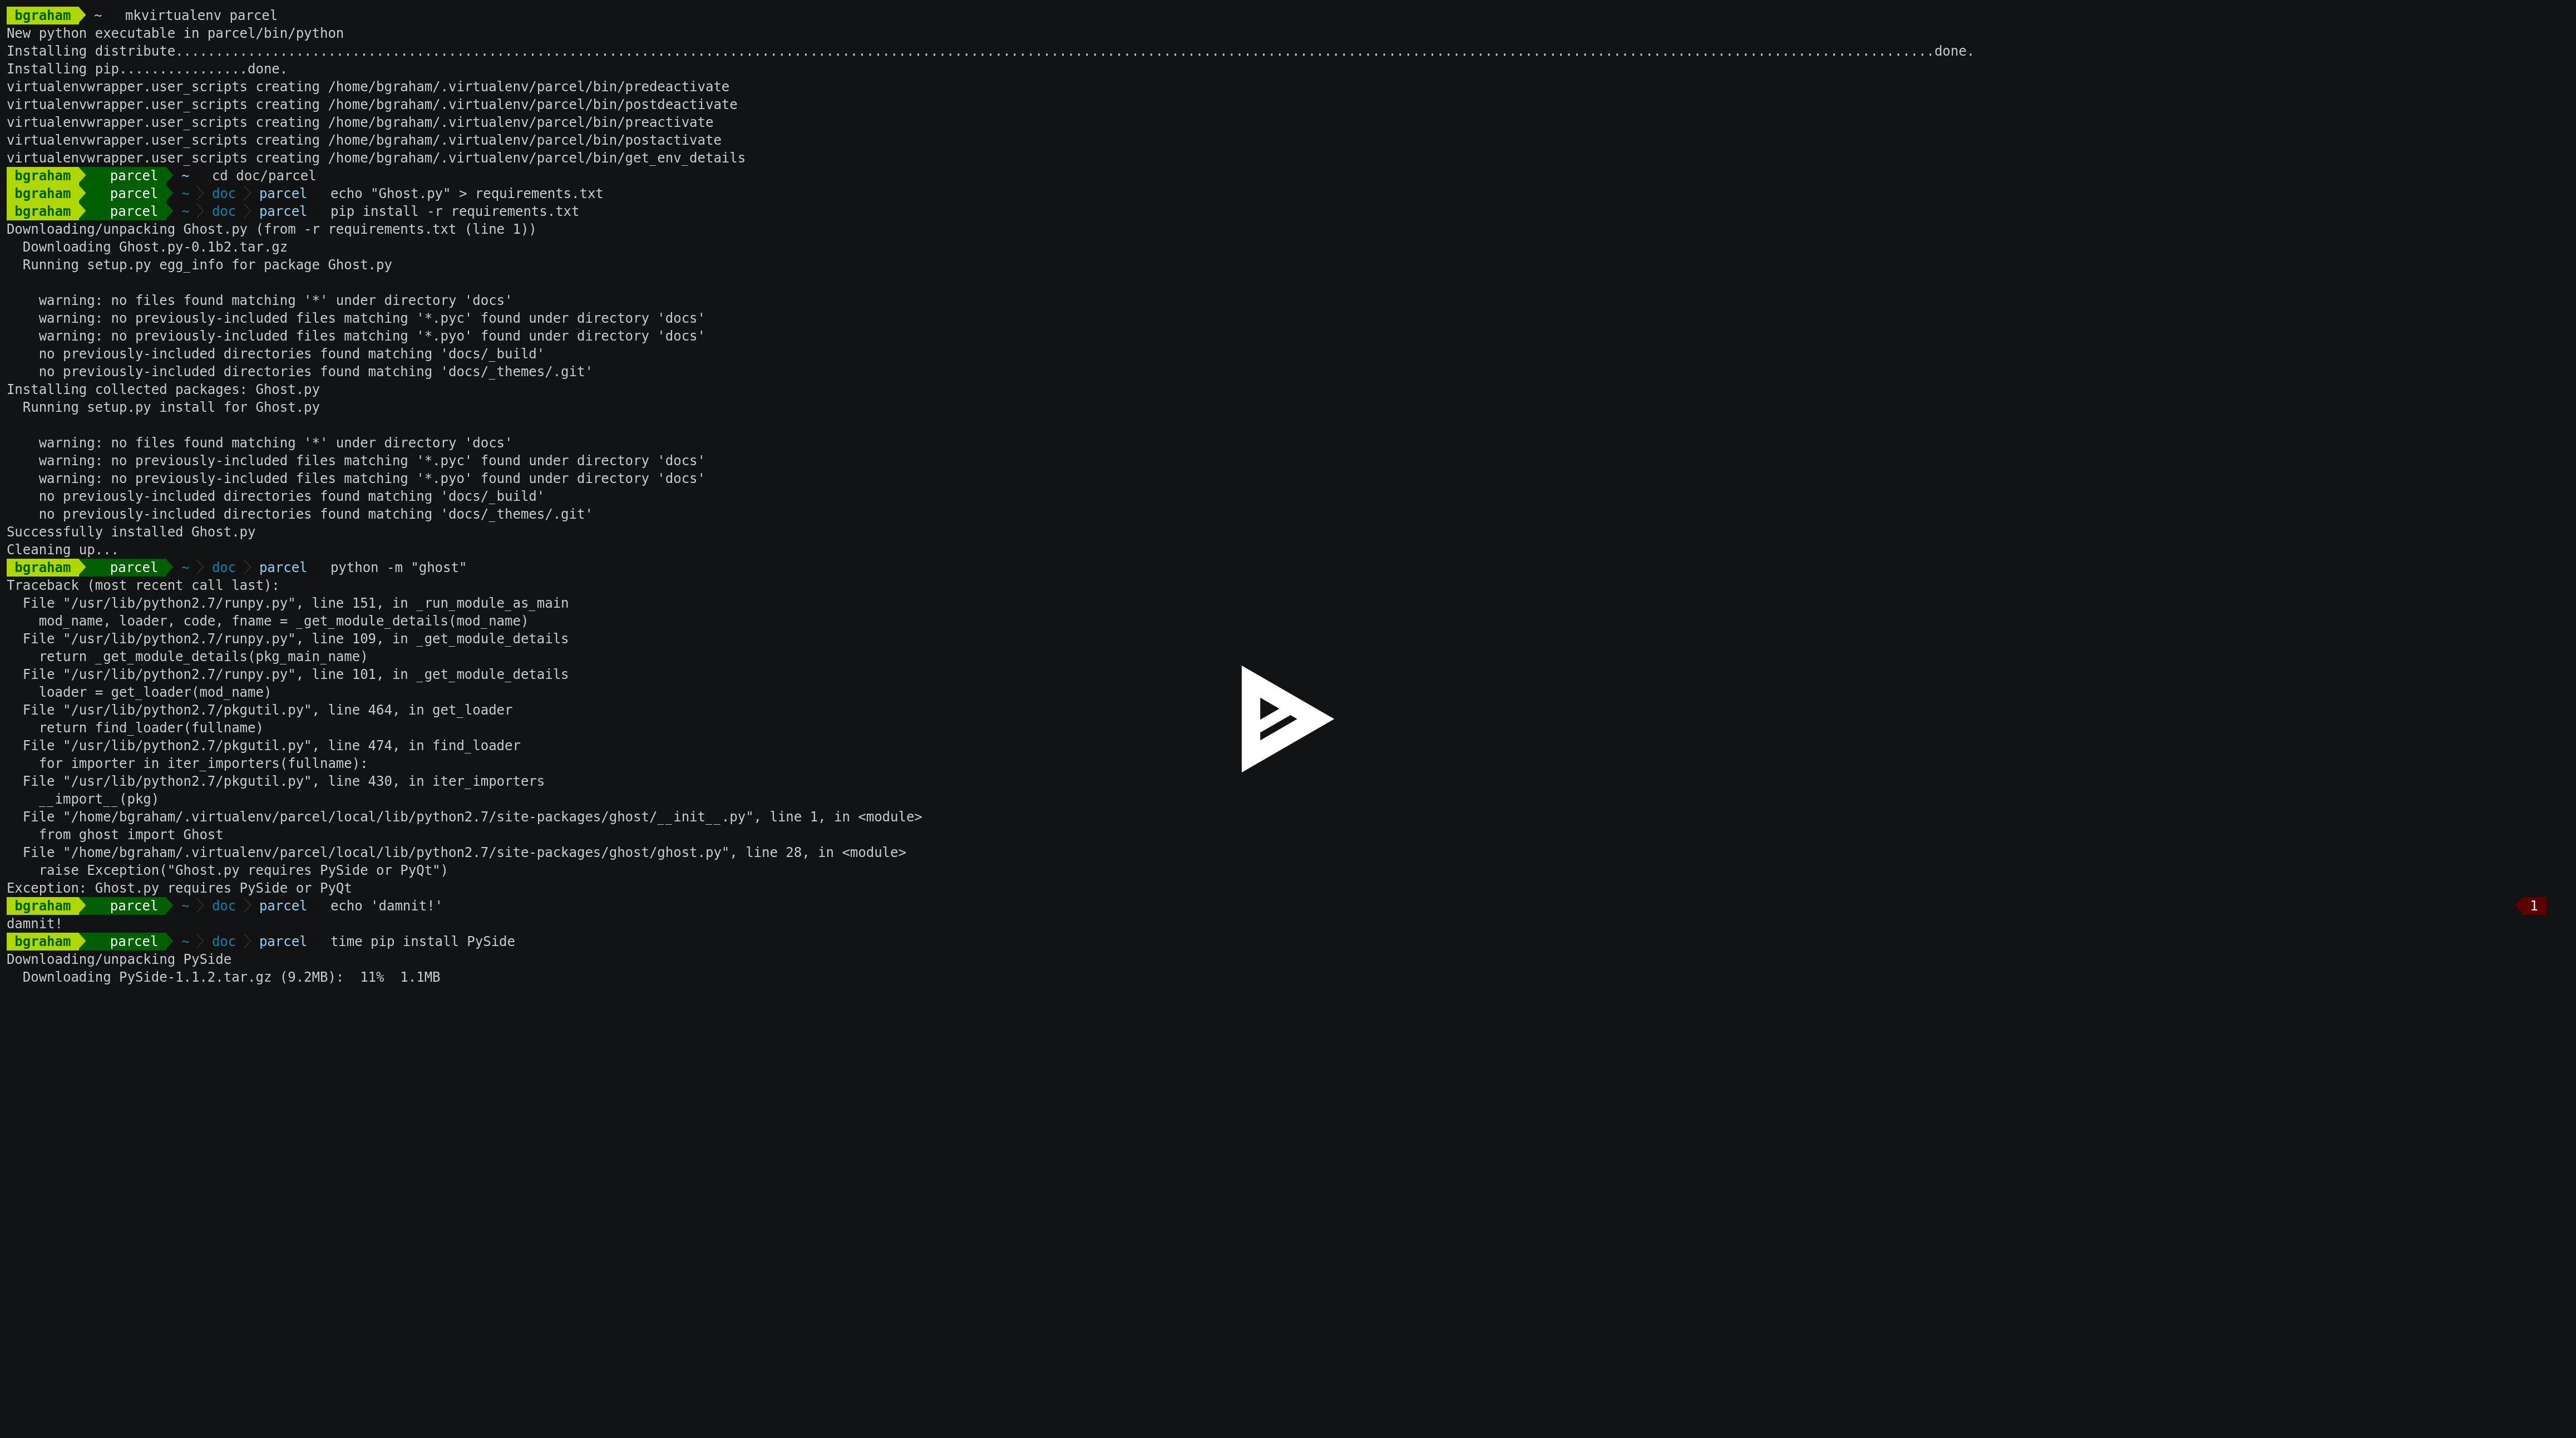 bgraham ~ mkvirtualenv parcel
New python executable in parcel/bin/python
Installing distribute...........................................................................................................................................................................................................................done.
Installing pip................done.
virtualenvwrapper.user_scripts creating /home/bgraham/.virtualenv/parcel/bin/predeactivate
virtualenvwrapper.user_scripts creating /home/bgraham/.virtualenv/parcel/bin/postdeactivate
virtualenvwrapper.user_scripts creating /home/bgraham/.virtualenv/parcel/bin/preactivate
virtualenvwrapper.user_scripts creating /home/bgraham/.virtualenv/parcel/bin/postactivate
virtualenvwrapper.user_scripts creating /home/bgraham/.virtualenv/parcel/bin/get_env_details
bgraham parcel ~ cd doc/parcel
bgraham parcel ~ doc parcel echo "Ghost.py" > requirements.txt
bgraham parcel ~ doc parcel pip install -r requirements.txt
Downloading/unpacking Ghost.py (from -r requirements.txt (line 1))
  Downloading Ghost.py-0.1b2.tar.gz
  Running setup.py egg_info for package Ghost.py
    warning: no files found matching '*' under directory 'docs'
    warning: no previously-included files matching '*.pyc' found under directory 'docs'
    warning: no previously-included files matching '*.pyo' found under directory 'docs'
    no previously-included directories found matching 'docs/_build'
    no previously-included directories found matching 'docs/_themes/.git'
Installing collected packages: Ghost.py
  Running setup.py install for Ghost.py
    warning: no files found matching '*' under directory 'docs'
    warning: no previously-included files matching '*.pyc' found under directory 'docs'
    warning: no previously-included files matching '*.pyo' found under directory 'docs'
    no previously-included directories found matching 'docs/_build'
    no previously-included directories found matching 'docs/_themes/.git'
Successfully installed Ghost.py
Cleaning up...
bgraham parcel ~ doc parcel python -m "ghost"
Traceback (most recent call last):
  File "/usr/lib/python2.7/runpy.py", line 151, in _run_module_as_main
    mod_name, loader, code, fname = _get_module_details(mod_name)
  File "/usr/lib/python2.7/runpy.py", line 109, in _get_module_details
    return _get_module_details(pkg_main_name)
  File "/usr/lib/python2.7/runpy.py", line 101, in _get_module_details
    loader = get_loader(mod_name)
  File "/usr/lib/python2.7/pkgutil.py", line 464, in get_loader
    return find_loader(fullname)
  File "/usr/lib/python2.7/pkgutil.py", line 474, in find_loader
    for importer in iter_importers(fullname):
  File "/usr/lib/python2.7/pkgutil.py", line 430, in iter_importers
    __import__(pkg)
  File "/home/bgraham/.virtualenv/parcel/local/lib/python2.7/site-packages/ghost/__init__.py", line 1, in <module>
    from ghost import Ghost
  File "/home/bgraham/.virtualenv/parcel/local/lib/python2.7/site-packages/ghost/ghost.py", line 28, in <module>
    raise Exception("Ghost.py requires PySide or PyQt")
Exception: Ghost.py requires PySide or PyQt
bgraham parcel ~ doc parcel echo 'damnit!' 1
damnit!
bgraham parcel ~ doc parcel time pip install PySide
Downloading/unpacking PySide
  Downloading PySide-1.1.2.tar.gz (9.2MB):  11%  1.1MB